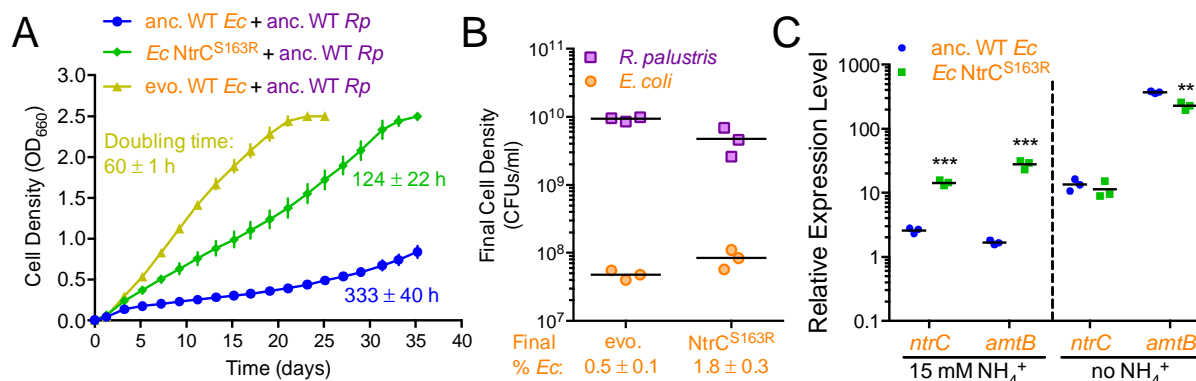 A
anc. WT Ec + anc. WT Rp
Ec NtrC^S163R + anc. WT Rp
evo. WT Ec + anc. WT Rp
Cell Density (OD660)
3.0
2.5
2.0
1.5
1.0
0.5
0.0
Doubling time:
60 ± 1 h
124 ± 22 h
333 ± 40 h
0 5 10 15 20 25 30 35 40
Time (days)
B
Final Cell Density
(CFUs/ml)
10^11
10^10
10^9
10^8
10^7
R. palustris
E. coli
Final evo. NtrC^S163R
% Ec: 0.5 ± 0.1 1.8 ± 0.3
C
anc. WT Ec
Ec NtrC^S163R
Relative Expression Level
1000
100
10
1
0.1
***
***
**
ntrC amtB ntrC amtB
15 mM NH4+ no NH4+